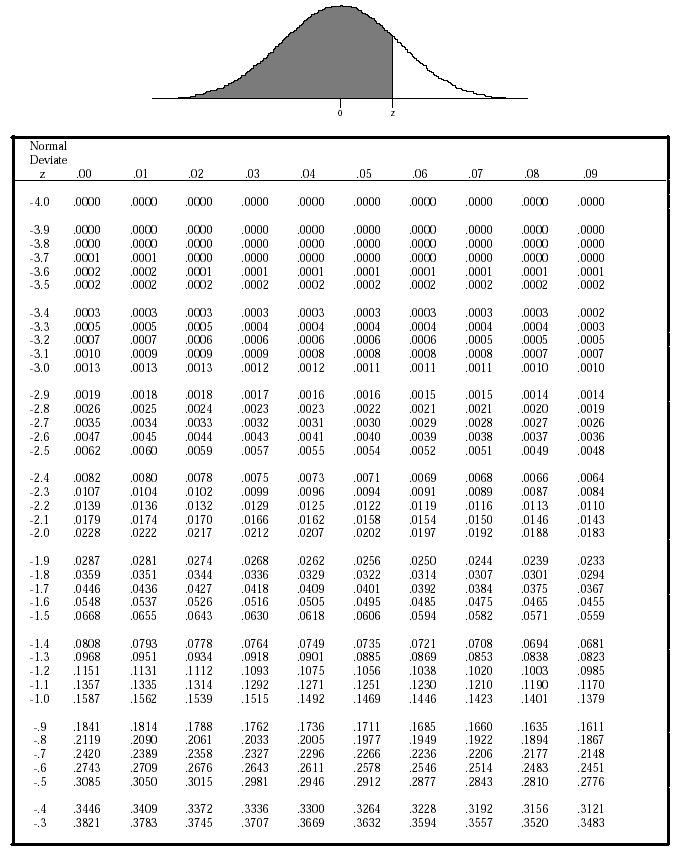 0 z
Normal
Deviate
z .00 .01 .02 .03 .04 .05 .06 .07 .08 .09
-4.0 .0000 .0000 .0000 .0000 .0000 .0000 .0000 .0000 .0000 .0000
-3.9 .0000 .0000 .0000 .0000 .0000 .0000 .0000 .0000 .0000 .0000
-3.8 .0000 .0000 .0000 .0000 .0000 .0000 .0000 .0000 .0000 .0000
-3.7 .0001 .0001 .0000 .0000 .0000 .0000 .0000 .0000 .0000 .0000
-3.6 .0002 .0002 .0001 .0001 .0001 .0001 .0001 .0001 .0001 .0001
-3.5 .0002 .0002 .0002 .0002 .0002 .0002 .0002 .0002 .0002 .0002
-3.4 .0003 .0003 .0003 .0003 .0003 .0003 .0003 .0003 .0003 .0002
-3.3 .0005 .0005 .0005 .0004 .0004 .0004 .0004 .0004 .0004 .0003
-3.2 .0007 .0007 .0006 .0006 .0006 .0006 .0006 .0005 .0005 .0005
-3.1 .0010 .0009 .0009 .0009 .0008 .0008 .0008 .0008 .0007 .0007
-3.0 .0013 .0013 .0013 .0012 .0012 .0011 .0011 .0011 .0010 .0010
-2.9 .0019 .0018 .0018 .0017 .0016 .0016 .0015 .0015 .0014 .0014
-2.8 .0026 .0025 .0024 .0023 .0023 .0022 .0021 .0021 .0020 .0019
-2.7 .0035 .0034 .0033 .0032 .0031 .0030 .0029 .0028 .0027 .0026
-2.6 .0047 .0045 .0044 .0043 .0041 .0040 .0039 .0038 .0037 .0036
-2.5 .0062 .0060 .0059 .0057 .0055 .0054 .0052 .0051 .0049 .0048
-2.4 .0082 .0080 .0078 .0075 .0073 .0071 .0069 .0068 .0066 .0064
-2.3 .0107 .0104 .0102 .0099 .0096 .0094 .0091 .0089 .0087 .0084
-2.2 .0139 .0136 .0132 .0129 .0125 .0122 .0119 .0116 .0113 .0110
-2.1 .0179 .0174 .0170 .0166 .0162 .0158 .0154 .0150 .0146 .0143
-2.0 .0228 .0222 .0217 .0212 .0207 .0202 .0197 .0192 .0188 .0183
-1.9 .0287 .0281 .0274 .0268 .0262 .0256 .0250 .0244 .0239 .0233
-1.8 .0359 .0351 .0344 .0336 .0329 .0322 .0314 .0307 .0301 .0294
-1.7 .0446 .0436 .0427 .0418 .0409 .0401 .0392 .0384 .0375 .0367
-1.6 .0548 .0537 .0526 .0516 .0505 .0495 .0485 .0475 .0465 .0455
-1.5 .0668 .0655 .0643 .0630 .0618 .0606 .0594 .0582 .0571 .0559
-1.4 .0808 .0793 .0778 .0764 .0749 .0735 .0721 .0708 .0694 .0681
-1.3 .0968 .0951 .0934 .0918 .0901 .0885 .0869 .0853 .0838 .0823
-1.2 .1151 .1131 .1112 .1093 .1075 .1056 .1038 .1020 .1003 .0985
-1.1 .1357 .1335 .1314 .1292 .1271 .1251 .1230 .1210 .1190 .1170
-1.0 .1587 .1562 .1539 .1515 .1492 .1469 .1446 .1423 .1401 .1379
-.9 .1841 .1814 .1788 .1762 .1736 .1711 .1685 .1660 .1635 .1611
-.8 .2119 .2090 .2061 .2033 .2005 .1977 .1949 .1922 .1894 .1867
-.7 .2420 .2389 .2358 .2327 .2296 .2266 .2236 .2206 .2177 .2148
-.6 .2743 .2709 .2676 .2643 .2611 .2578 .2546 .2514 .2483 .2451
-.5 .3085 .3050 .3015 .2981 .2946 .2912 .2877 .2843 .2810 .2776
-.4 .3446 .3409 .3372 .3336 .3300 .3264 .3228 .3192 .3156 .3121
-.3 .3821 .3783 .3745 .3707 .3669 .3632 .3594 .3557 .3520 .3483